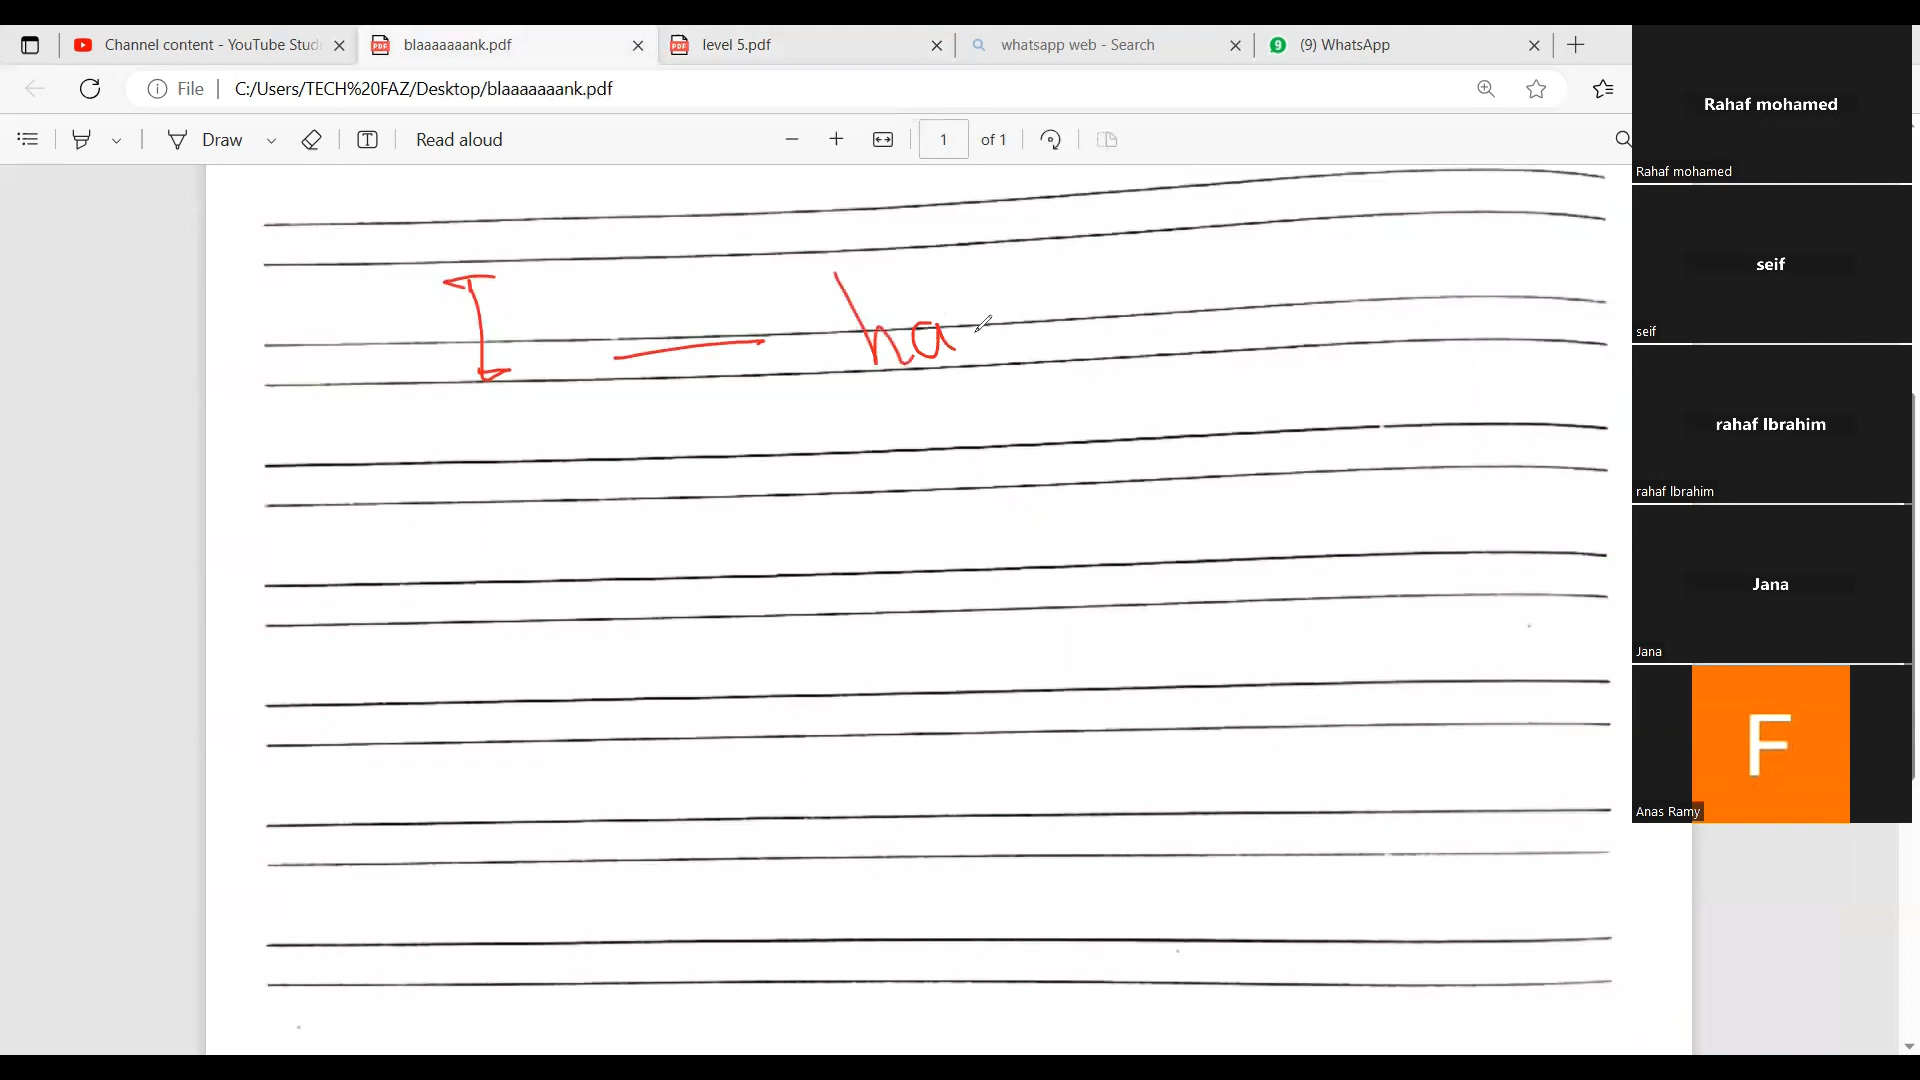 Channel content - YouTube Stud
blaaaaaaank.pdf
level 5.pdf
whatsapp web - Search
(9) WhatsApp
File
C:/Users/TECH%20FAZ/Desktop/blaaaaaaank.pdf
Draw
Read aloud
1
of 1
I ha
Rahaf mohamed
Rahaf mohamed
seif
seif
rahaf Ibrahim
rahaf Ibrahim
Jana
Jana
F
Anas Ramy